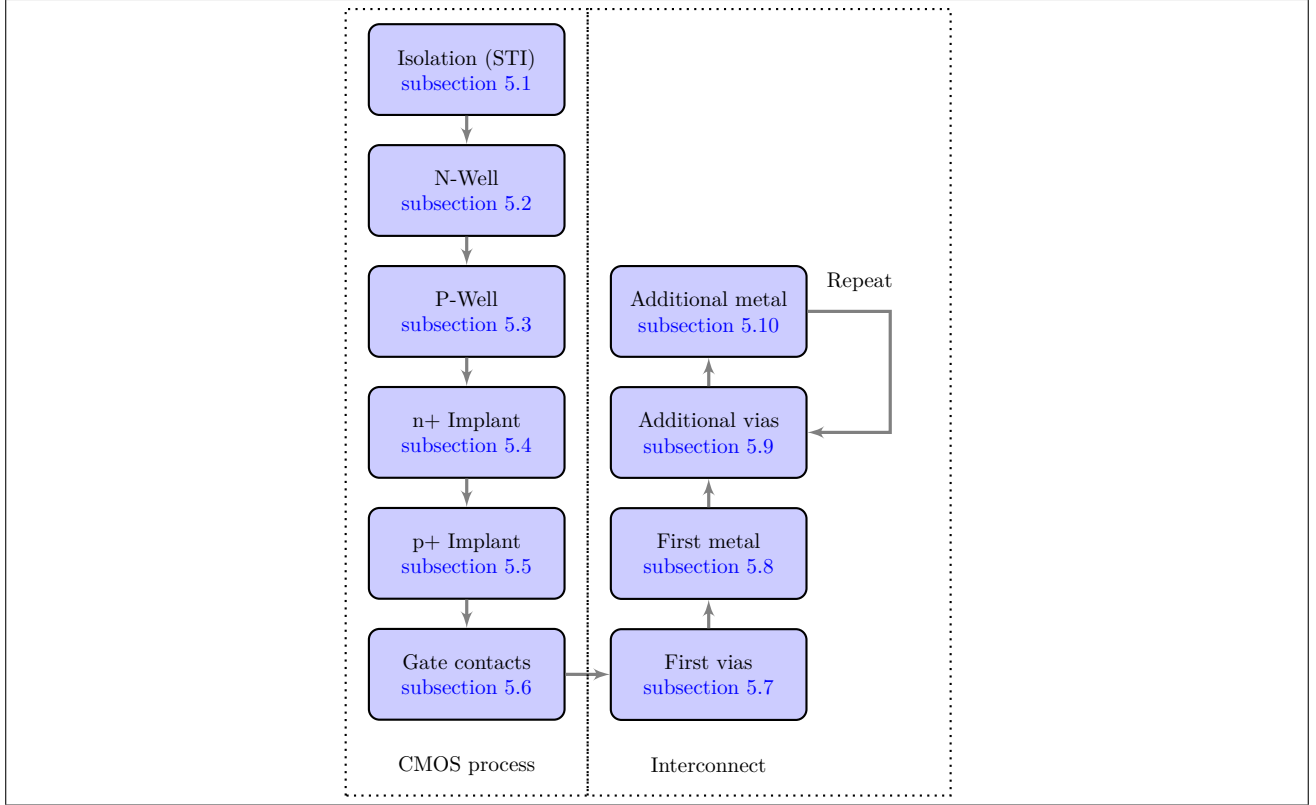 Isolation (STI)
subsection 5.1
N-Well
subsection 5.2
P-Well
subsection 5.3
n+ Implant
subsection 5.4
p+ Implant
subsection 5.5
Gate contacts
subsection 5.6
CMOS process
Additional metal
subsection 5.10
Repeat
Additional vias
subsection 5.9
First metal
subsection 5.8
First vias
subsection 5.7
Interconnect